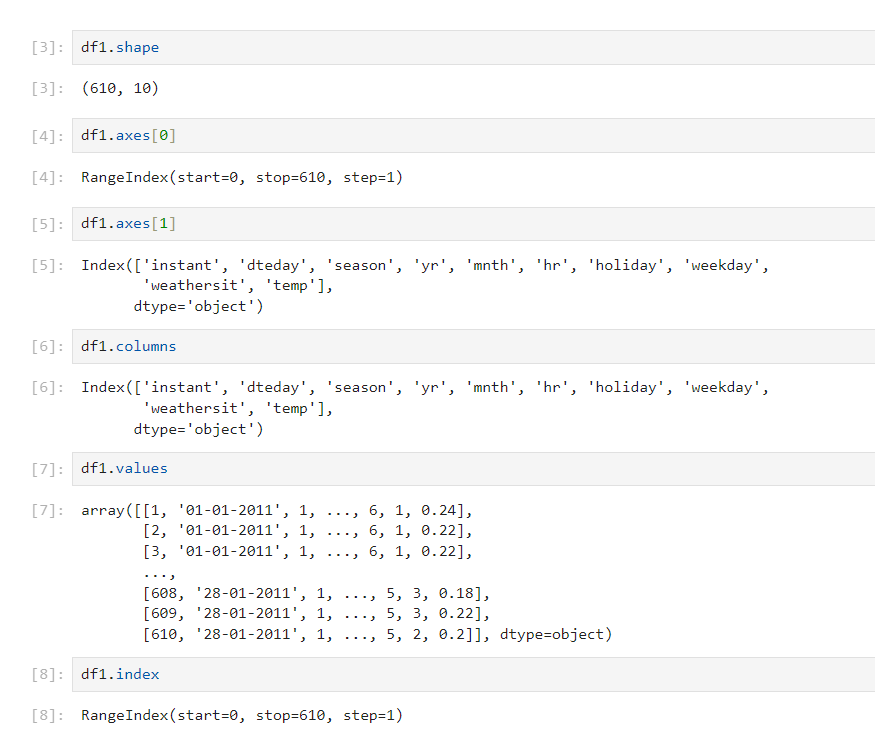 [3]: df1.shape
[3]: (610, 10)
[4]: df1.axes[0]
[4]: RangeIndex(start=0, stop=610, step=1)
[5]: df1.axes[1]
[5]: Index(['instant', 'dteday', 'season', 'yr', 'mnth', 'hr', 'holiday', 'weekday',
'weathersit', 'temp'],
dtype='object')
[6]: df1.columns
[6]: Index(['instant', 'dteday', 'season', 'yr', 'mnth', 'hr', 'holiday', 'weekday',
'weathersit', 'temp'],
dtype='object')
[7]: df1.values
[7]: array([[1, '01-01-2011', 1, ..., 6, 1, 0.24],
[2, '01-01-2011', 1, ..., 6, 1, 0.22],
[3, '01-01-2011', 1, ..., 6, 1, 0.22],
...,
[608, '28-01-2011', 1, ..., 5, 3, 0.18],
[609, '28-01-2011', 1, ..., 5, 3, 0.22],
[610, '28-01-2011', 1, ..., 5, 2, 0.2]], dtype=object)
[8]: df1.index
[8]: RangeIndex(start=0, stop=610, step=1)